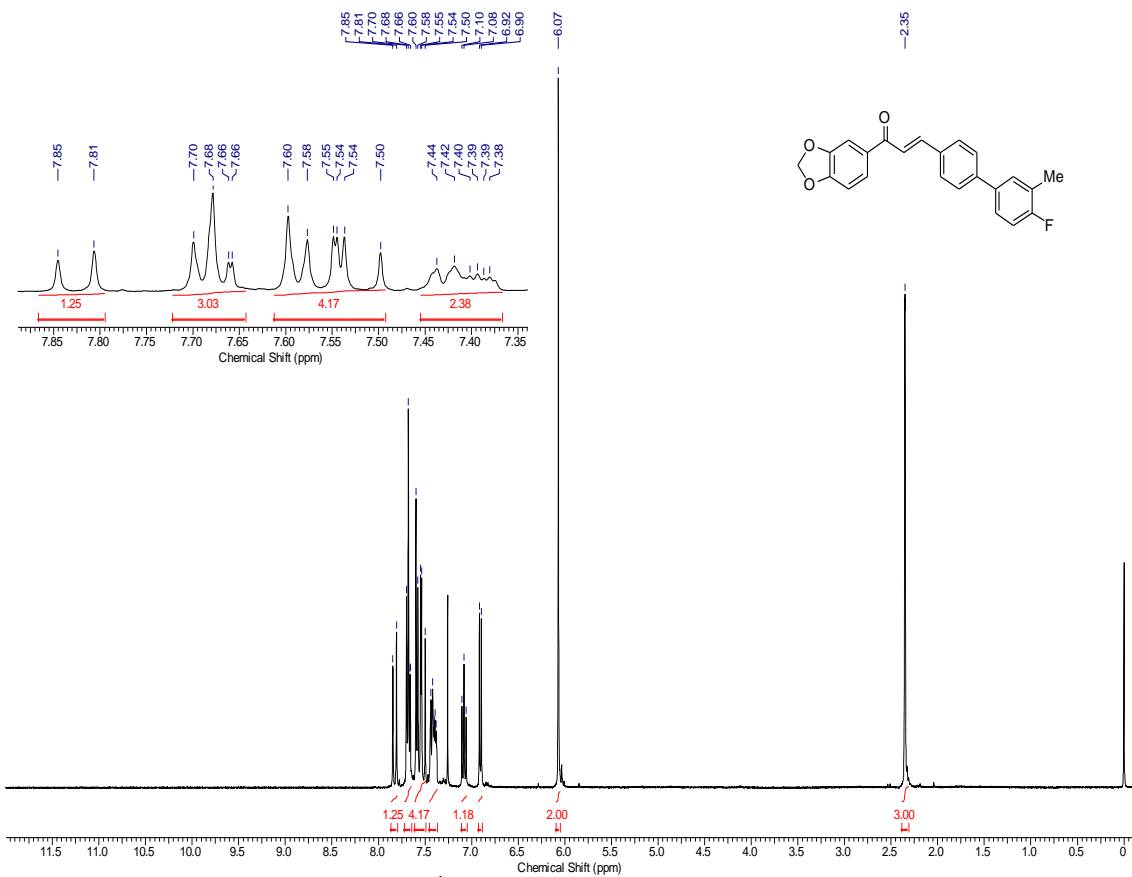 7.85 7.81 7.70 7.68 7.66 7.60 7.58 7.55 7.54 7.50 7.10 7.08 6.92 6.90 6.07 2.35
7.85 7.81 7.70 7.68 7.66 7.66 7.60 7.58 7.55 7.54 7.54 7.50 7.44 7.42 7.40 7.39 7.39 7.38
O
O
O
Me
F
1.25 3.03 4.17 2.38
7.85 7.80 7.75 7.70 7.65 7.60 7.55 7.50 7.45 7.40 7.35
Chemical Shift (ppm)
1.25 4.17 1.18 2.00 3.00
11.5 11.0 10.5 10.0 9.5 9.0 8.5 8.0 7.5 7.0 6.5 6.0 5.5 5.0 4.5 4.0 3.5 3.0 2.5 2.0 1.5 1.0 0.5 0
Chemical Shift (ppm)